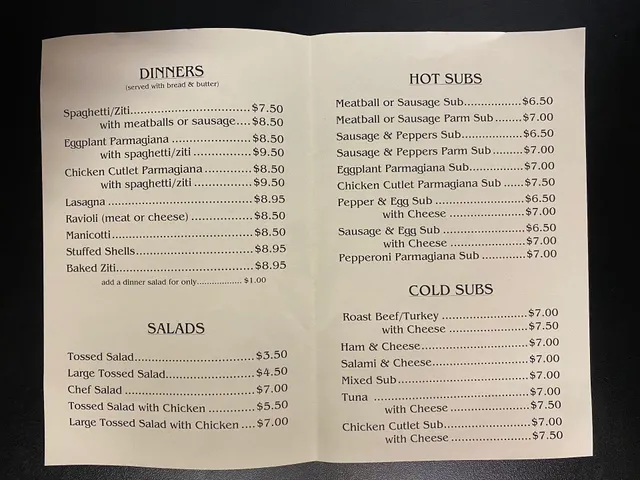 DINNERS
(served with bread & butter)
Spaghetti/Ziti..............................$7.50
with meatballs or sausage....$8.50
Eggplant Parmagiana ....................$8.50
with spaghetti/ziti ...............$9.50
Chicken Cutlet Parmagiana ............$8.50
with spaghetti/ziti ...............$9.50
Lasagna .....................................$8.95
Ravioli (meat or cheese) ...............$8.50
Manicotti....................................$8.50
Stuffed Shells..............................$8.95
Baked Ziti...................................$8.95
add a dinner salad for only................... $1.00
SALADS
Tossed Salad..............................$3.50
Large Tossed Salad......................$4.50
Chef Salad .................................$7.00
Tossed Salad with Chicken ............$5.50
Large Tossed Salad with Chicken ....$7.00
HOT SUBS
Meatball or Sausage Sub...............$6.50
Meatball or Sausage Parm Sub .......$7.00
Sausage & Peppers Sub................$6.50
Sausage & Peppers Parm Sub ........$7.00
Eggplant Parmagiana Sub..............$7.00
Chicken Cutlet Parmagiana Sub .....$7.50
Pepper & Egg Sub .......................$6.50
with Cheese ....................$7.00
Sausage & Egg Sub .....................$6.50
with Cheese ....................$7.00
Pepperoni Parmagiana Sub ...........$7.00
COLD SUBS
Roast Beef/Turkey .......................$7.00
with Cheese ....................$7.50
Ham & Cheese............................$7.00
Salami & Cheese.........................$7.00
Mixed Sub..................................$7.00
Tuna .........................................$7.00
with Cheese ....................$7.50
Chicken Cutlet Sub......................$7.00
with Cheese ....................$7.50